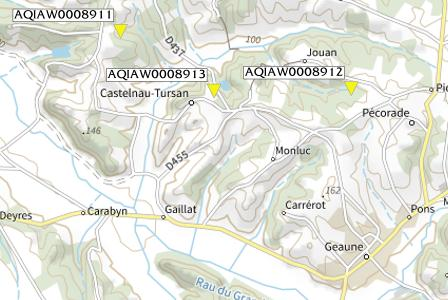 AQIAW0008911
D437
100
Jouan
AQIAW0008913
AQIAW0008912
Castelnau-Tursan
Pécorade
146
D455
Monluc
162
Carrérot
Deyres
Carabyn
Gaillat
Pons
Geaune
Rau du